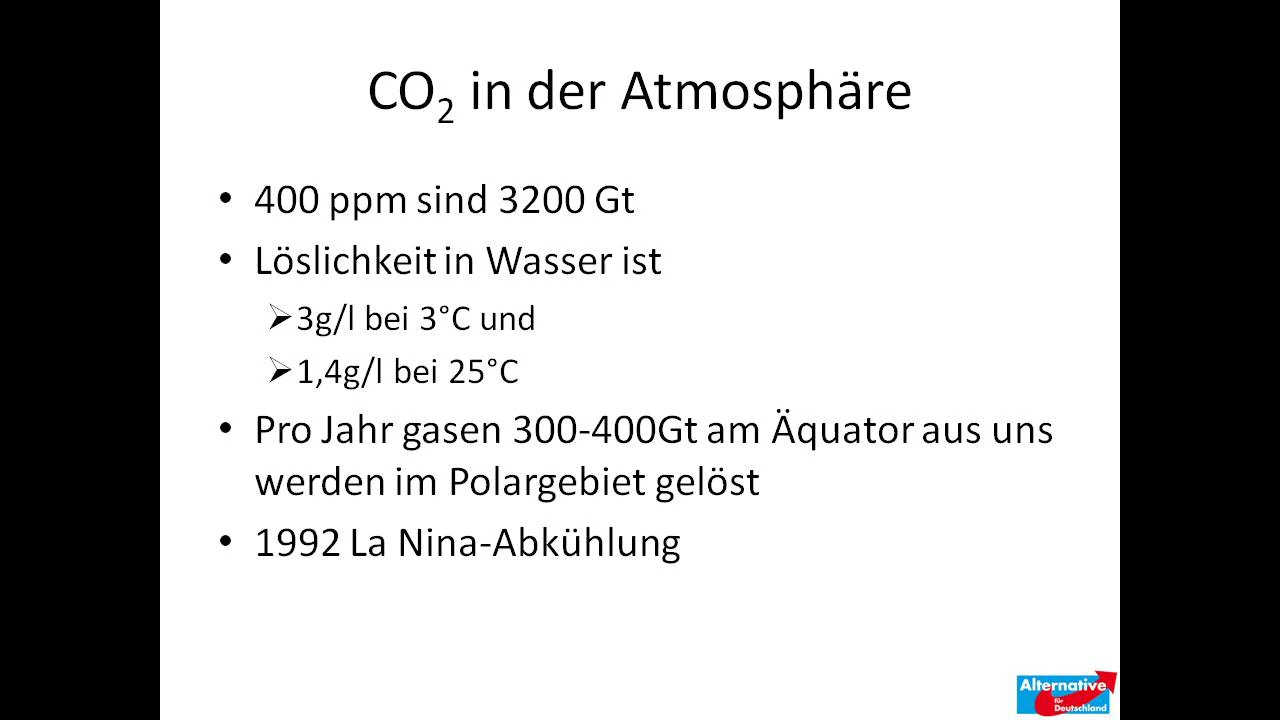 CO₂ in der Atmosphäre
• 400 ppm sind 3200 Gt
• Löslichkeit in Wasser ist
➢ 3g/l bei 3°C und
➢ 1,4g/l bei 25°C
• Pro Jahr gasen 300-400Gt am Äquator aus uns
werden im Polargebiet gelöst
• 1992 La Nina-Abkühlung
Alternative
für
Deutschland